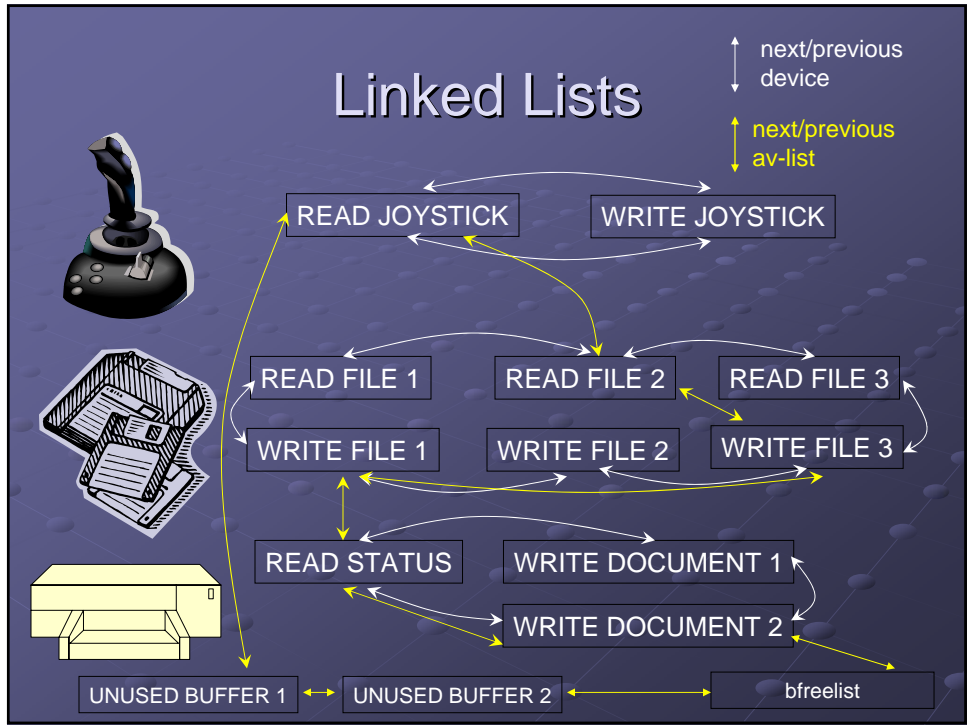 next/previous
device
Linked Lists
next/previous
av-list
READ JOYSTICK
WRITE JOYSTICK
READ FILE 1
READ FILE 2
READ FILE 3
WRITE FILE 1
WRITE FILE 2
WRITE FILE 3
READ STATUS
WRITE DOCUMENT 1
WRITE DOCUMENT 2
UNUSED BUFFER 1
UNUSED BUFFER 2
bfreelist